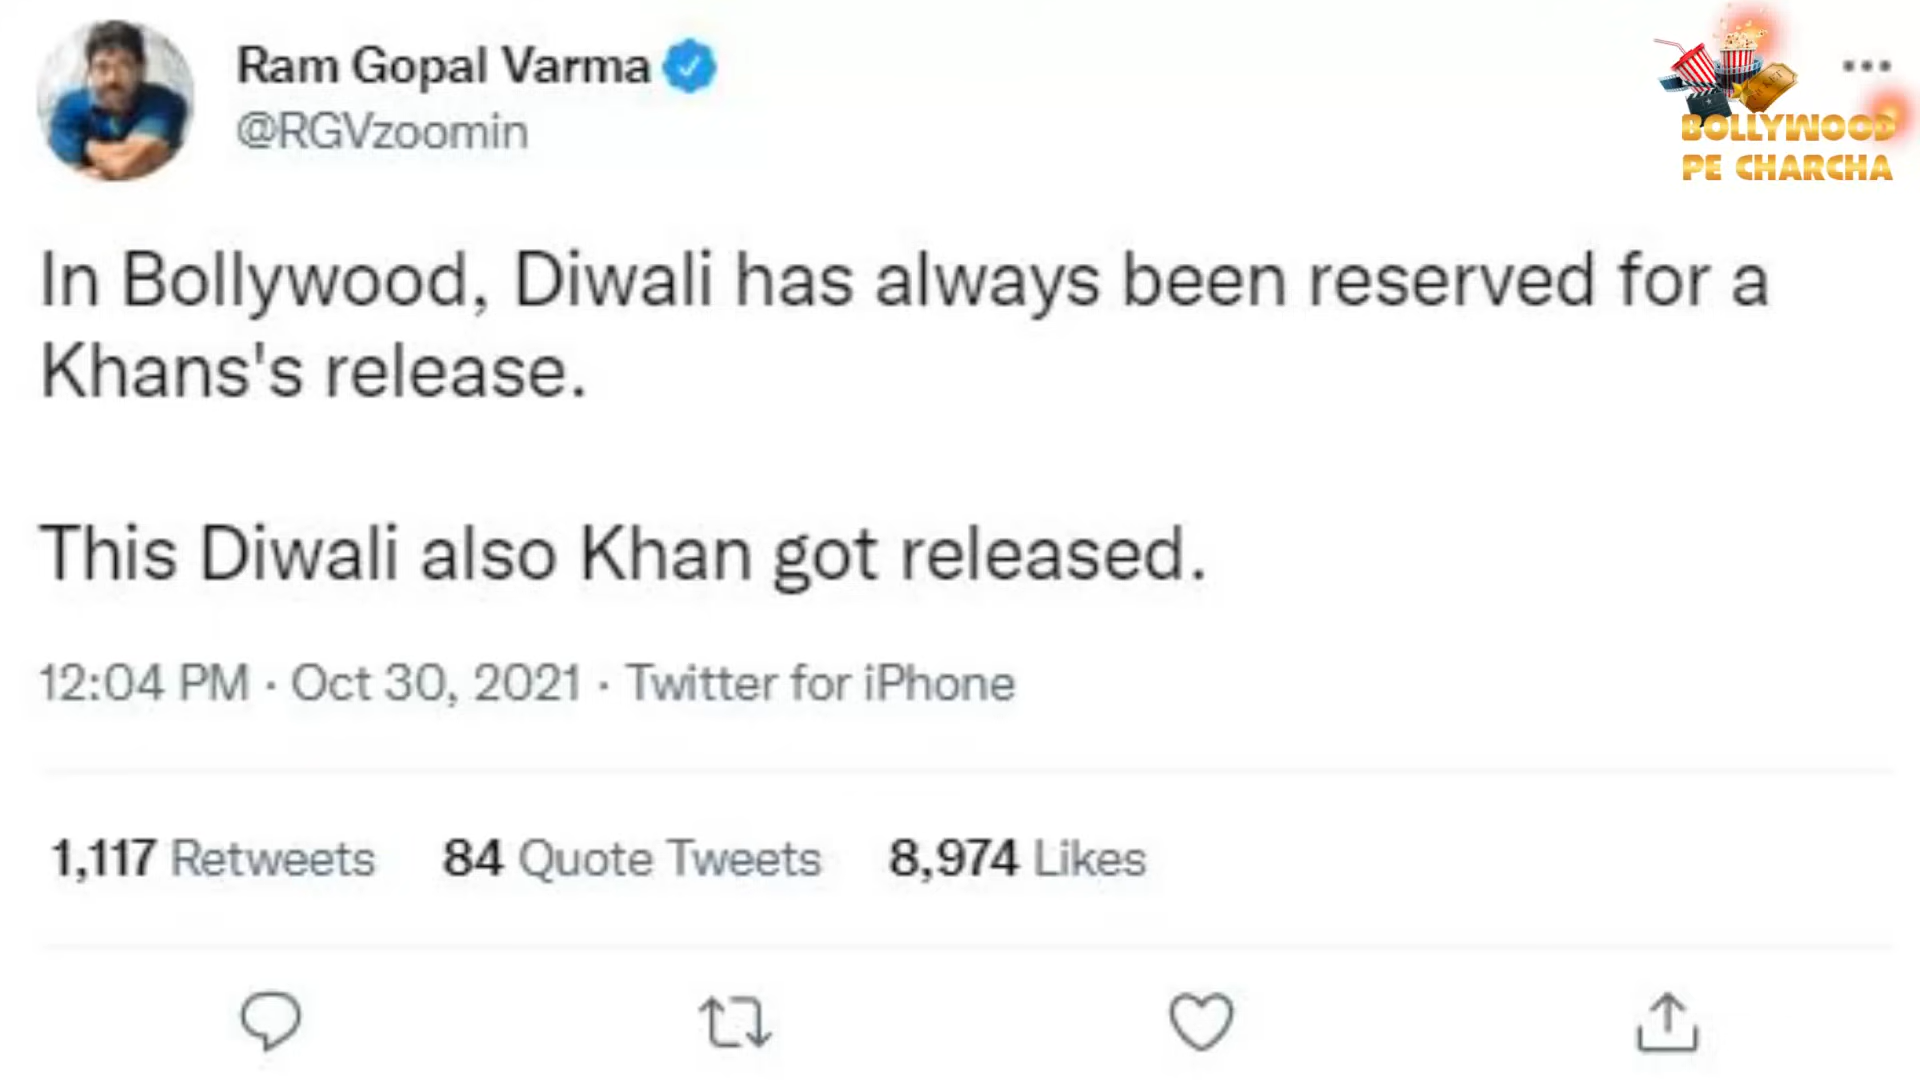 Ram Gopal Varma
@RGVzoomin
BOLLYWOOD
PE CHARCHA
In Bollywood, Diwali has always been reserved for a
Khans's release.
This Diwali also Khan got released.
12:04 PM · Oct 30, 2021 · Twitter for iPhone
1,117 Retweets 84 Quote Tweets 8,974 Likes